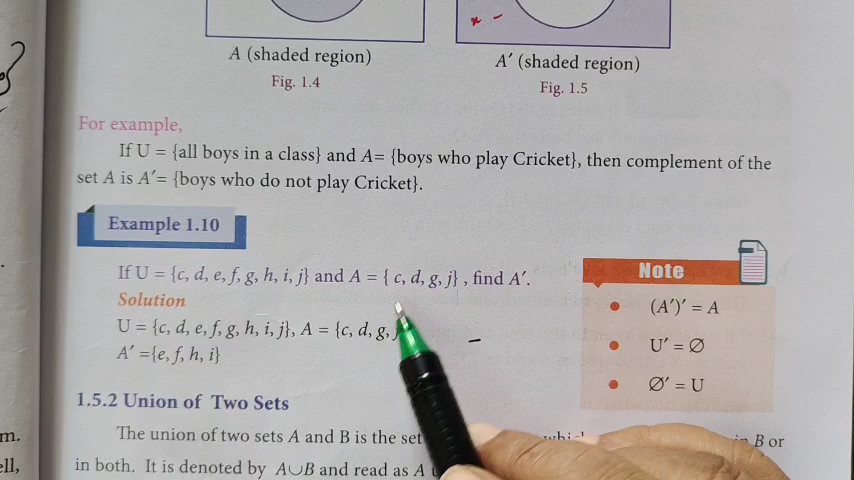 A (shaded region)
Fig. 1.4
A′ (shaded region)
Fig. 1.5
For example,
If U = {all boys in a class} and A= {boys who play Cricket}, then complement of the
set A is A′= {boys who do not play Cricket}.
Example 1.10
If U = {c, d, e, f, g, h, i, j} and A = { c, d, g, j} , find A′.
Solution
U = {c, d, e, f, g, h, i, j}, A = {c, d, g,
A′ ={e, f, h, i}
Note
(A′)′ = A
U′ = ∅
∅′ = U
1.5.2 Union of Two Sets
The union of two sets A and B is the set B or
in both. It is denoted by A∪B and read as A
m.
ell,